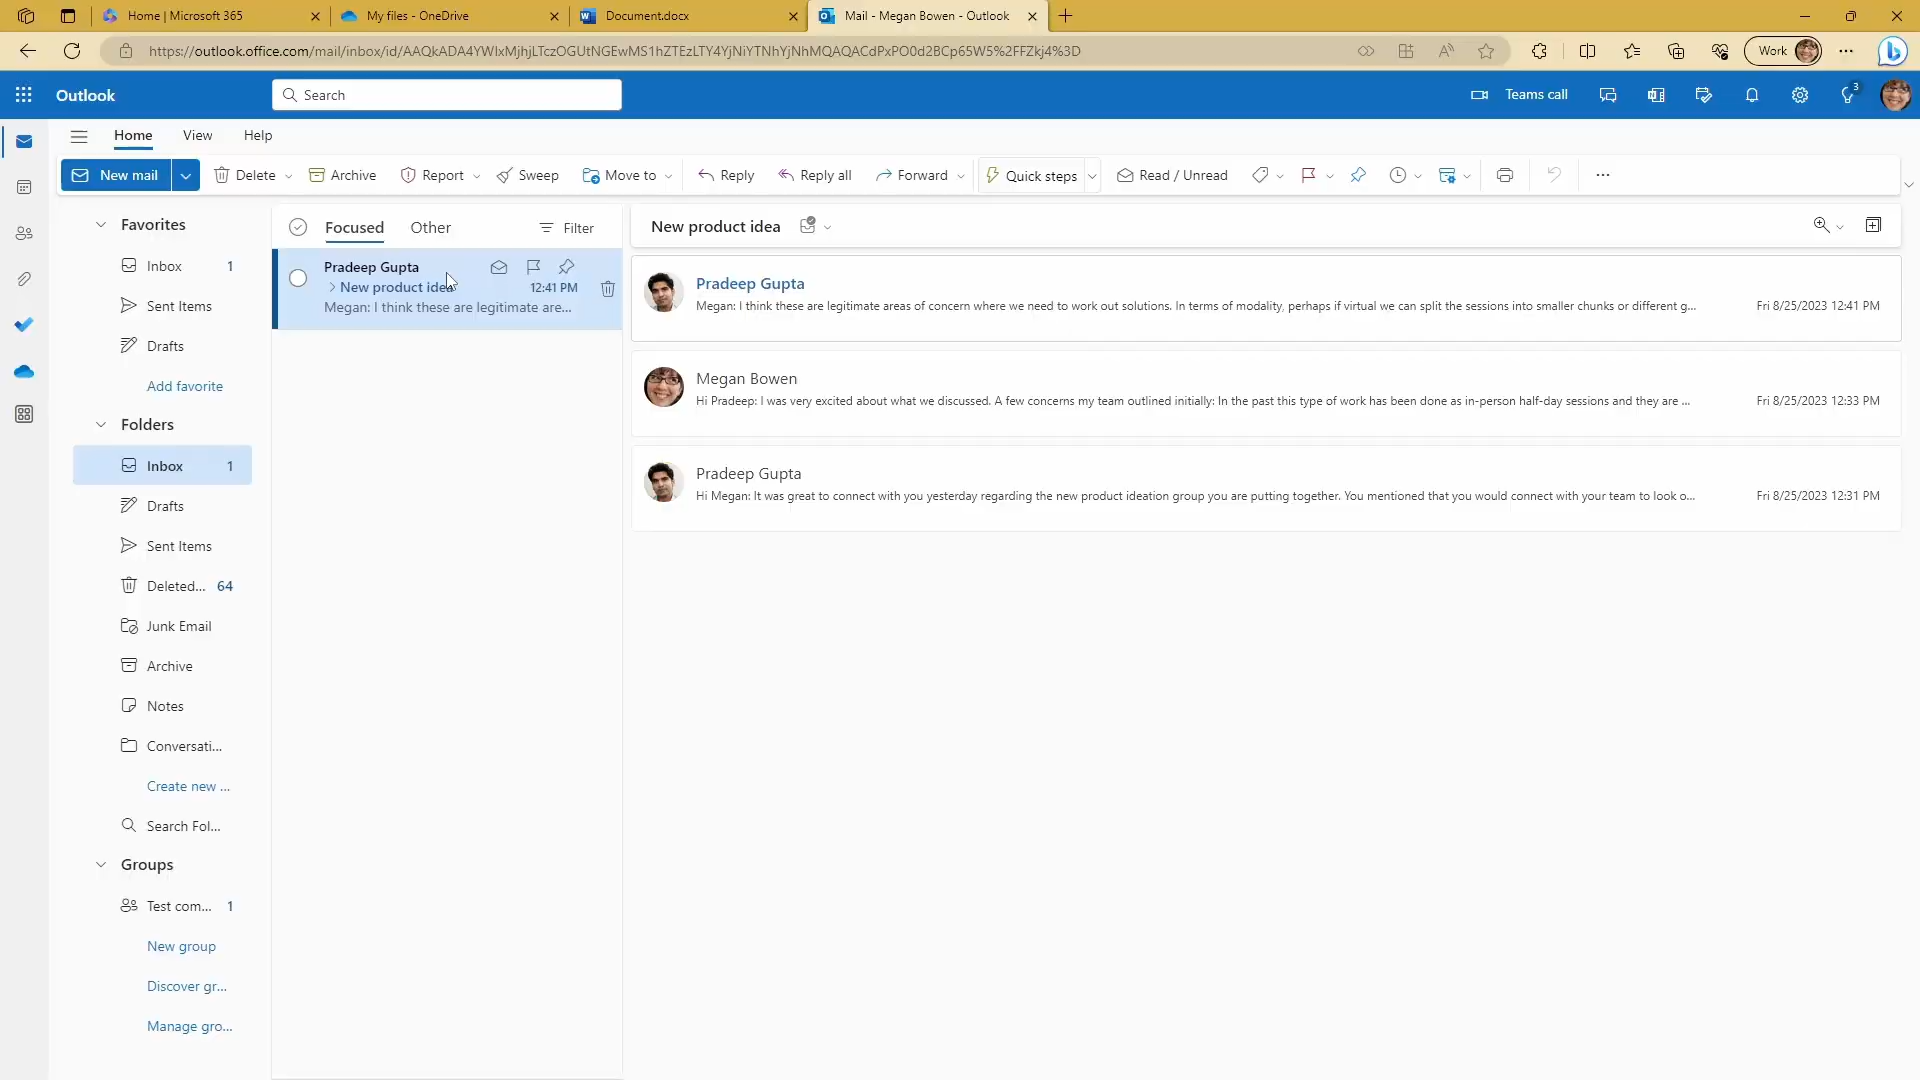 Home | Microsoft 365
My files - OneDrive
Document.docx
Mail - Megan Bowen - Outlook
Work
Outlook
Search
Teams call
3
Home
View
Help
New mail
Delete
Archive
Report
Sweep
Move to
Reply
Reply all
Forward
Quick steps
Read / Unread
Favorites
Inbox 1
Sent Items
Drafts
Add favorite
Folders
Inbox 1
Drafts
Sent Items
Deleted... 64
Junk Email
Archive
Notes
Conversati...
Create new ...
Search Fol...
Groups
Test com... 1
New group
Discover gr...
Manage gro...
Focused
Other
Filter
Pradeep Gupta
New product idea 12:41 PM
Megan: I think these are legitimate are...
New product idea
Pradeep Gupta
Megan: I think these are legitimate areas of concern where we need to work out solutions. In terms of modality, perhaps if virtual we can split the sessions into smaller chunks or different g...
Fri 8/25/2023 12:41 PM
Megan Bowen
Hi Pradeep: I was very excited about what we discussed. A few concerns my team outlined initially: In the past this type of work has been done as in-person half-day sessions and they are ...
Fri 8/25/2023 12:33 PM
Pradeep Gupta
Hi Megan: It was great to connect with you yesterday regarding the new product ideation group you are putting together. You mentioned that you would connect with your team to look o...
Fri 8/25/2023 12:31 PM